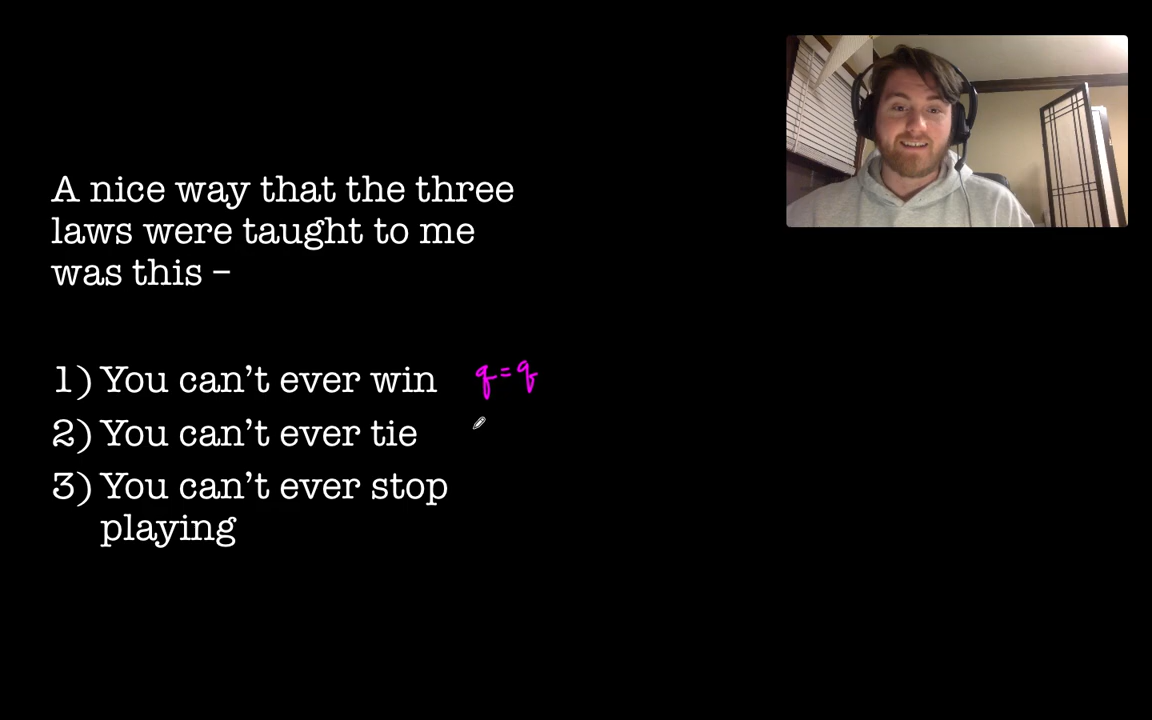 A nice way that the three
laws were taught to me
was this –
1) You can’t ever win q=q
2) You can’t ever tie
3) You can’t ever stop
playing